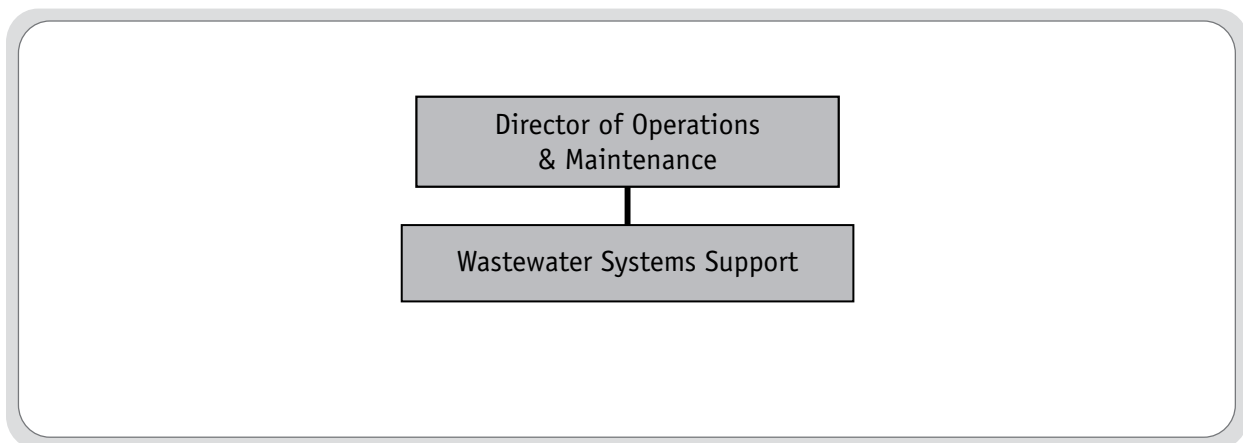 Director of Operations
& Maintenance
Wastewater Systems Support